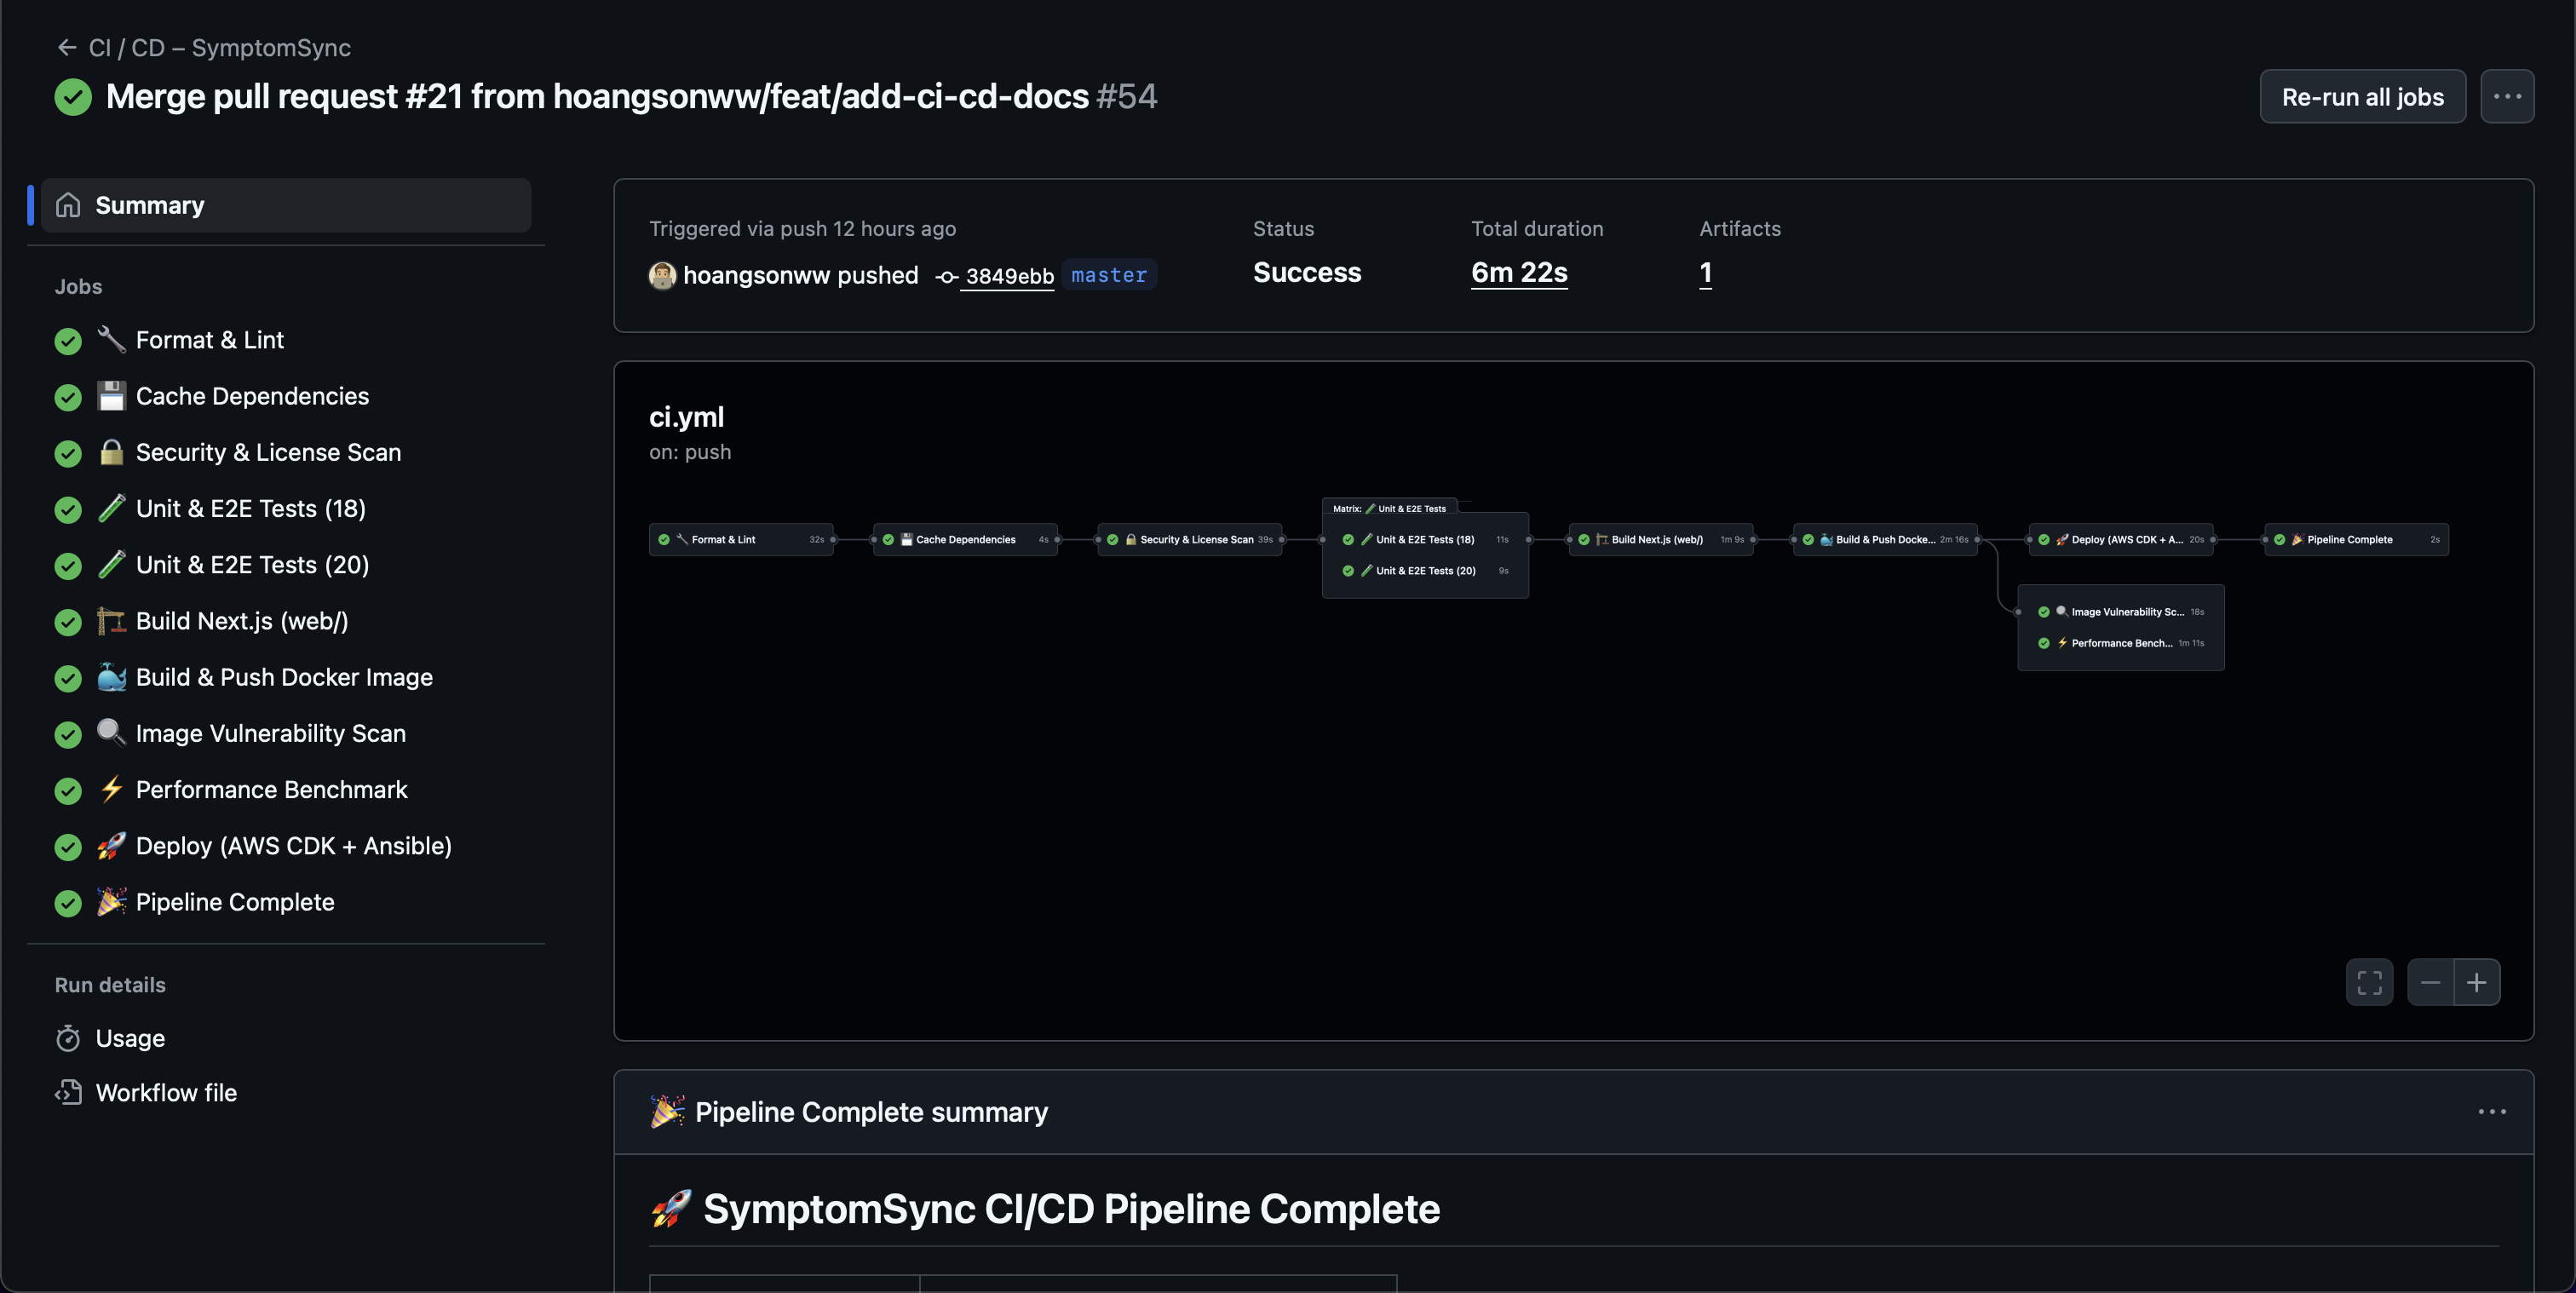 ← CI / CD – SymptomSync
Merge pull request #21 from hoangsonww/feat/add-ci-cd-docs #54
Re-run all jobs
Summary
Jobs
Format & Lint
Cache Dependencies
Security & License Scan
Unit & E2E Tests (18)
Unit & E2E Tests (20)
Build Next.js (web/)
Build & Push Docker Image
Image Vulnerability Scan
Performance Benchmark
Deploy (AWS CDK + Ansible)
Pipeline Complete
Run details
Usage
Workflow file
Triggered via push 12 hours ago
hoangsonww pushed 3849ebb master
Status
Success
Total duration
6m 22s
Artifacts
1
ci.yml
on: push
Format & Lint 32s
Cache Dependencies 4s
Security & License Scan 39s
Matrix: Unit & E2E Tests
Unit & E2E Tests (18) 11s
Unit & E2E Tests (20) 9s
Build Next.js (web/) 1m 9s
Build & Push Docke... 2m 16s
Deploy (AWS CDK + A... 20s
Image Vulnerability Sc... 18s
Performance Bench... 1m 11s
Pipeline Complete 2s
Pipeline Complete summary
SymptomSync CI/CD Pipeline Complete